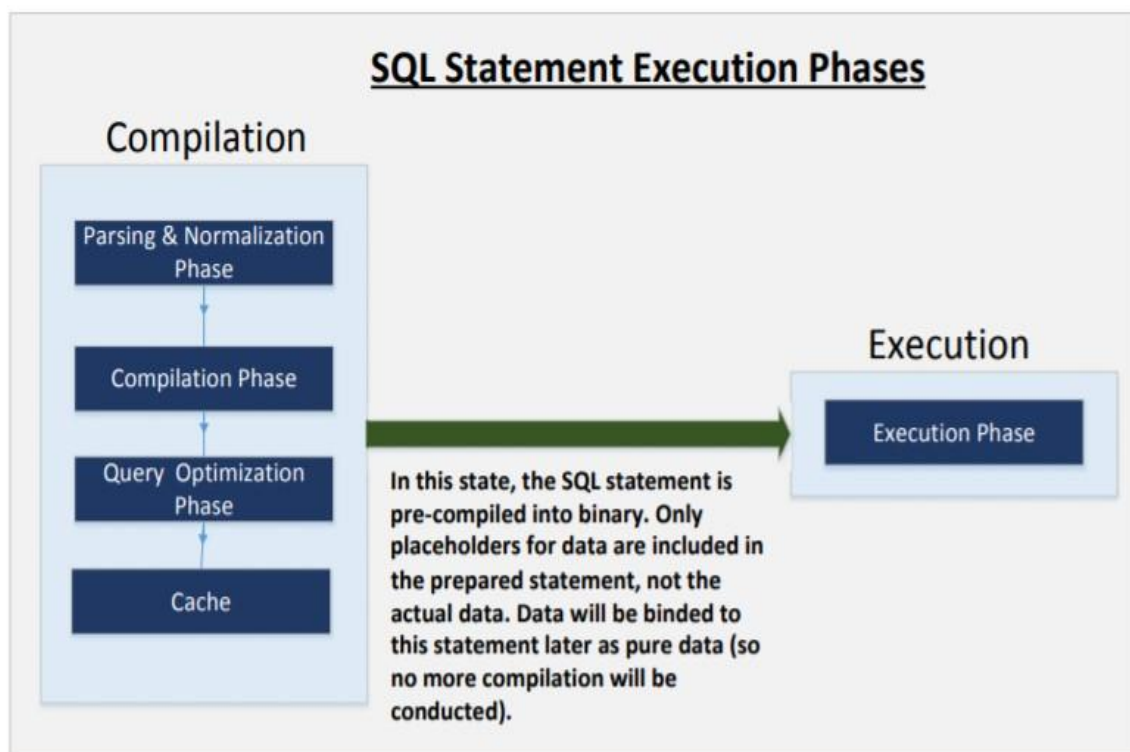 SQL Statement Execution Phases
Compilation
Parsing & Normalization
Phase
Compilation Phase
Query Optimization
Phase
Cache
In this state, the SQL statement is
pre-compiled into binary. Only
placeholders for data are included in
the prepared statement, not the
actual data. Data will be binded to
this statement later as pure data (so
no more compilation will be
conducted).
Execution
Execution Phase